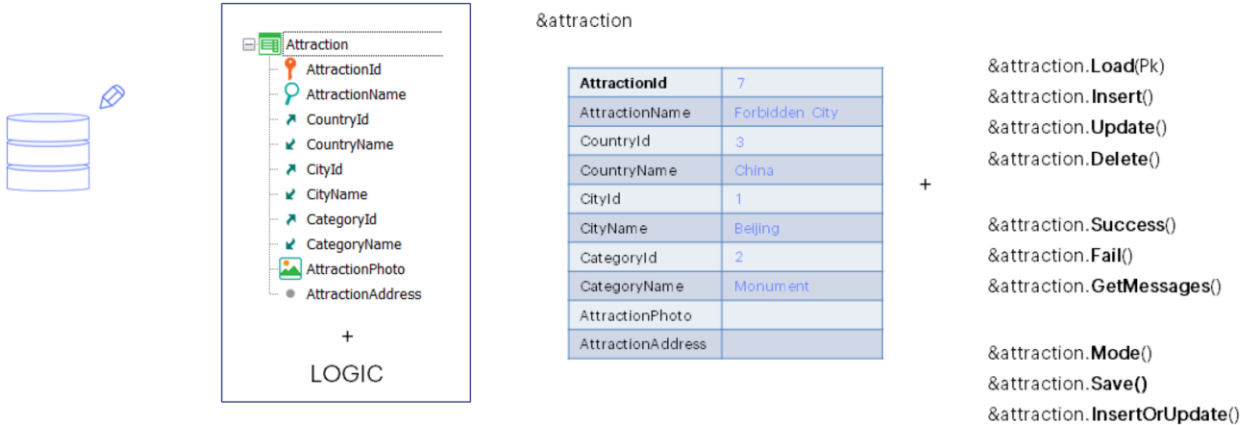 Attraction
AttractionId
AttractionName
CountryId
CountryName
CityId
CityName
CategoryId
CategoryName
AttractionPhoto
AttractionAddress
+
LOGIC
&attraction
AttractionId 7
AttractionName Forbidden City
CountryId 3
CountryName China
CityId 1
CityName Beijing
CategoryId 2
CategoryName Monument
AttractionPhoto
AttractionAddress
+
&attraction.Load(Pk)
&attraction.Insert()
&attraction.Update()
&attraction.Delete()
&attraction.Success()
&attraction.Fail()
&attraction.GetMessages()
&attraction.Mode()
&attraction.Save()
&attraction.InsertOrUpdate()